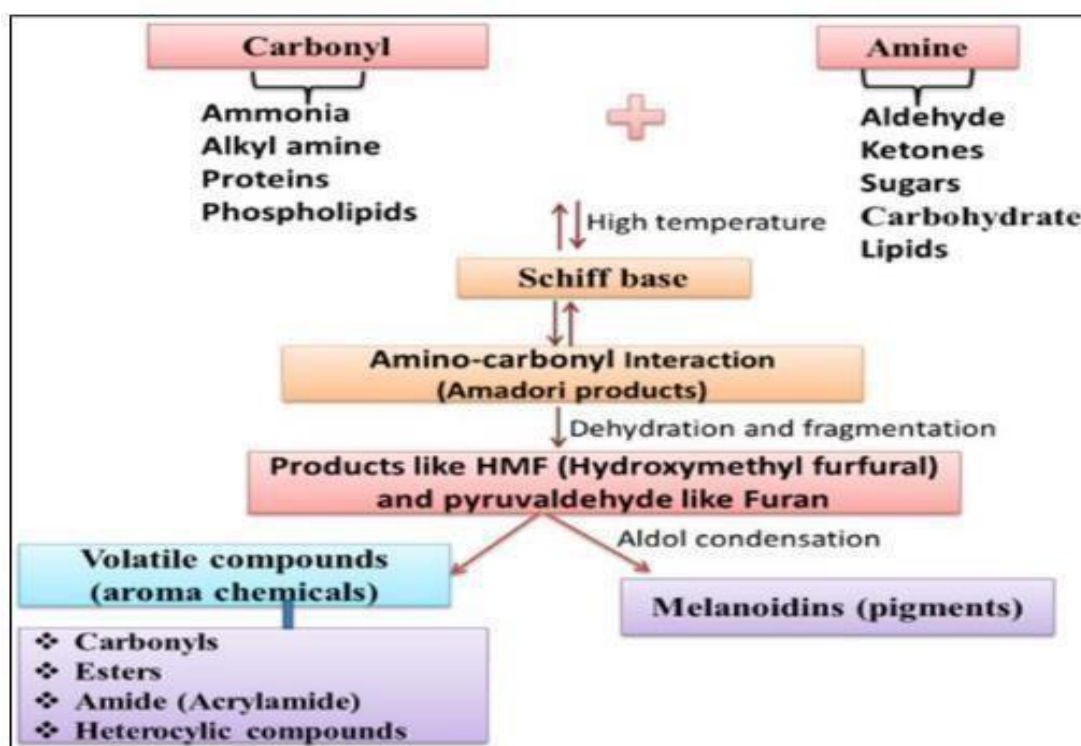 Carbonyl
Ammonia
Alkyl amine
Proteins
Phospholipids
Amine
Aldehyde
Ketones
Sugars
Carbohydrate
Lipids
High temperature
Schiff base
Amino-carbonyl Interaction
(Amadori products)
Dehydration and fragmentation
Products like HMF (Hydroxymethyl furfural)
and pyruvaldehyde like Furan
Aldol condensation
Volatile compounds
(aroma chemicals)
Melanoidins (pigments)
❖ Carbonyls
❖ Esters
❖ Amide (Acrylamide)
❖ Heterocylic compounds